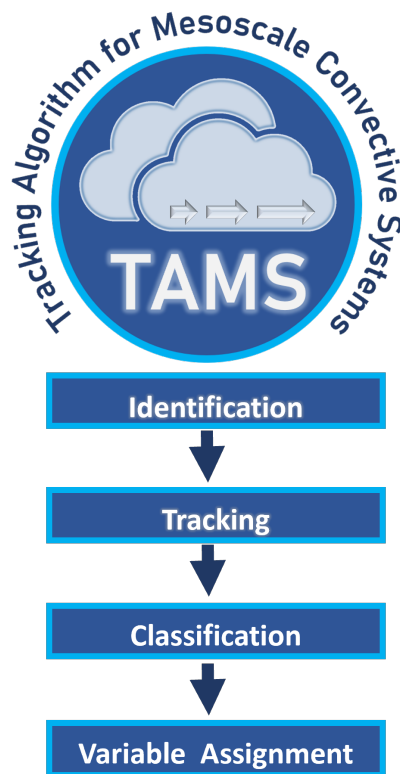 Tracking Algorithm for Mesoscale Convective Systems
TAMS
Identification
Tracking
Classification
Variable Assignment